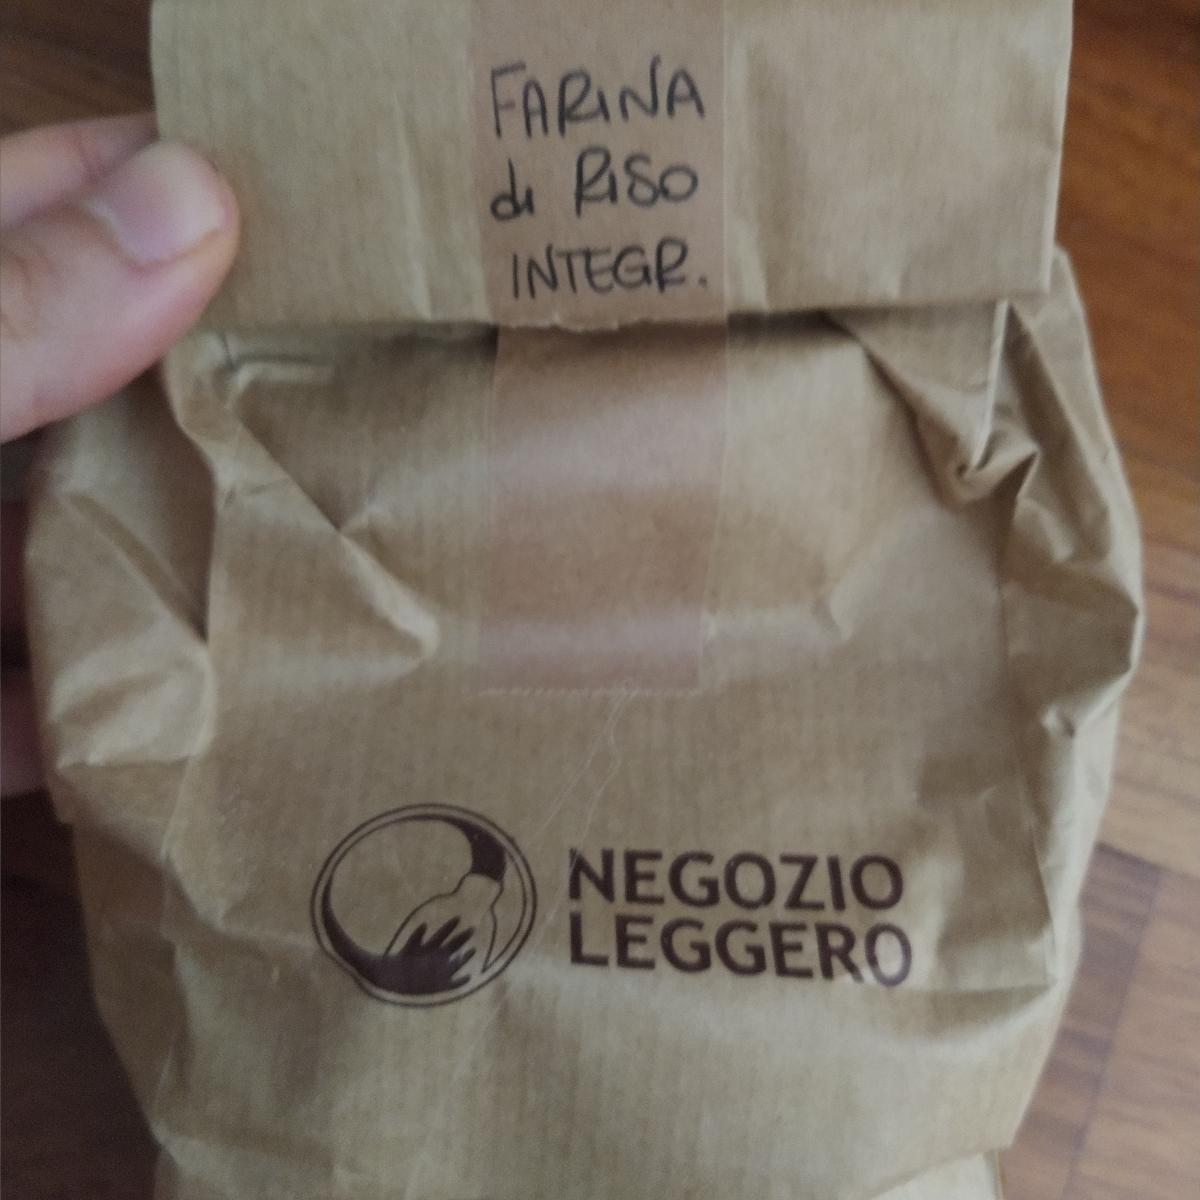 FARINA
di RISO
INTEGR.
NEGOZIO
LEGGERO